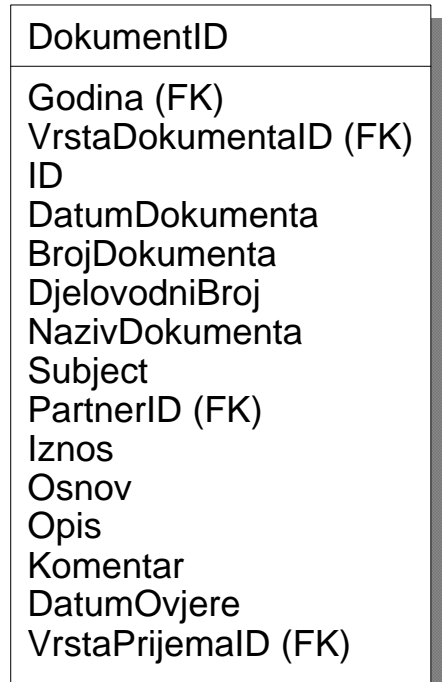 DokumentID
Godina (FK)
VrstaDokumentaID (FK)
ID
DatumDokumenta
BrojDokumenta
DjelovodniBroj
NazivDokumenta
Subject
PartnerID (FK)
Iznos
Osnov
Opis
Komentar
DatumOvjere
VrstaPrijemaID (FK)